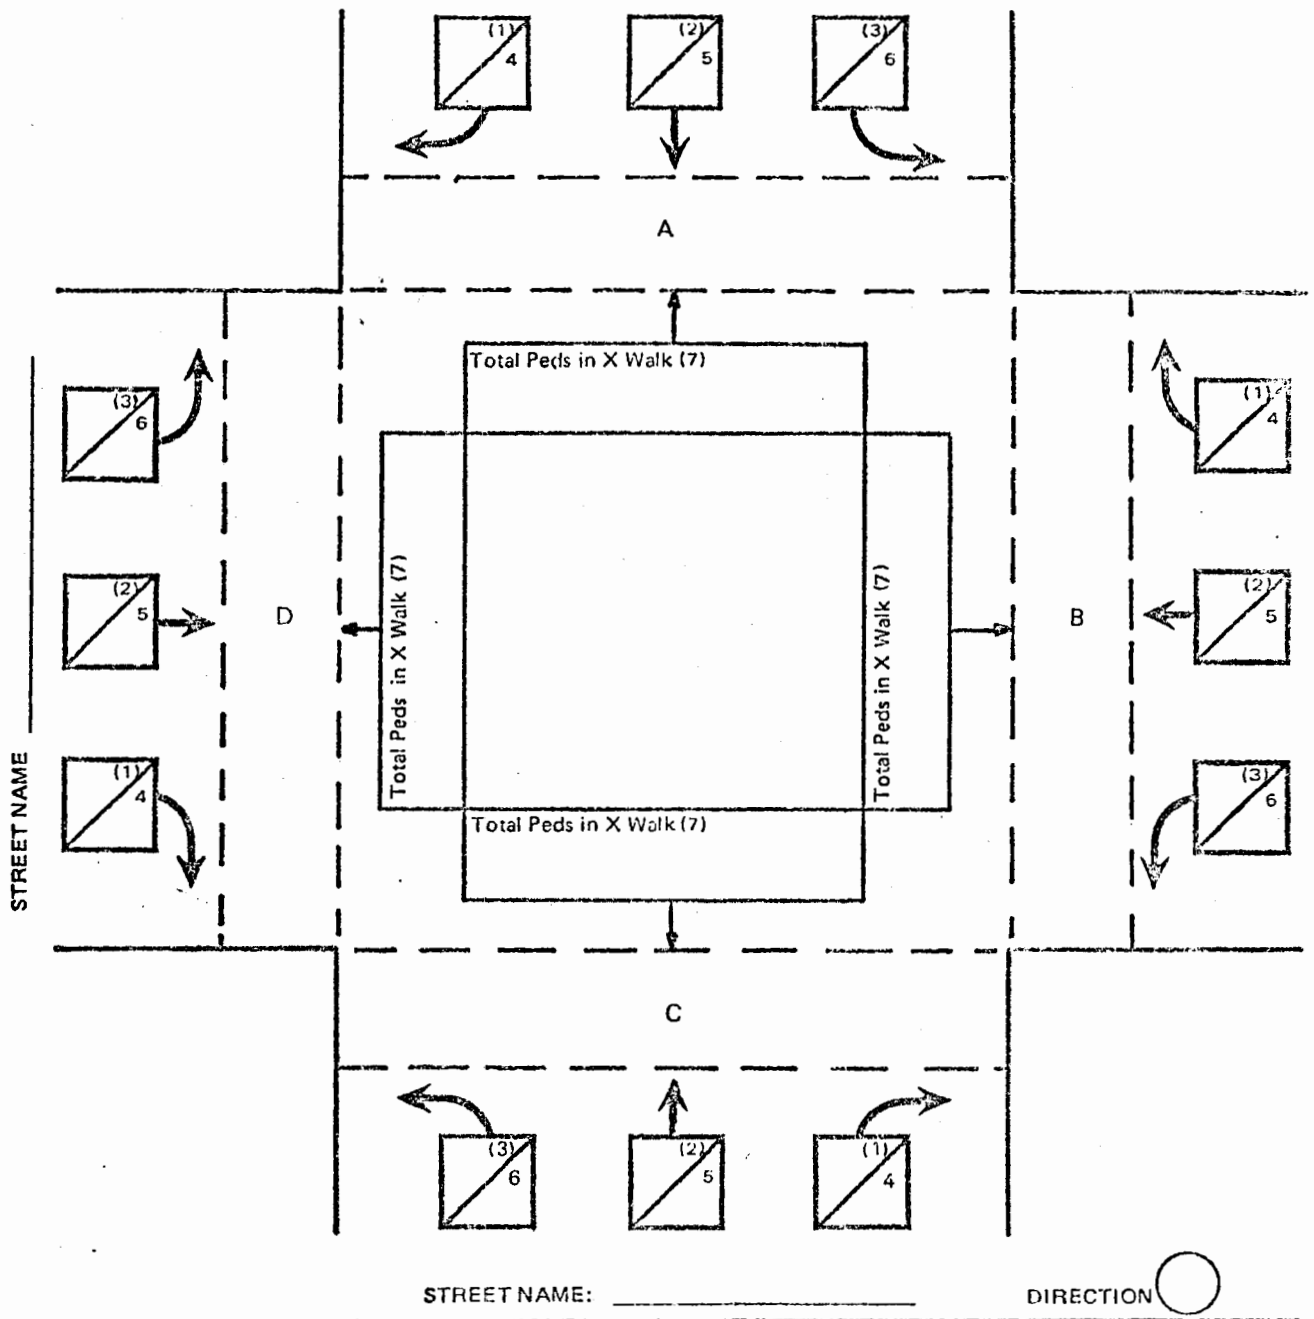 (1) (2) (3)
4 5 6
A
Total Peds in X Walk (7)
(3)
6
(1)
4
Total Peds in X Walk (7)
Total Peds in X Walk (7)
(2)
5
D
B
(2)
5
(1)
4
(3)
6
STREET NAME
Total Peds in X Walk (7)
C
(3) (2) (1)
6 5 4
STREET NAME:
DIRECTION